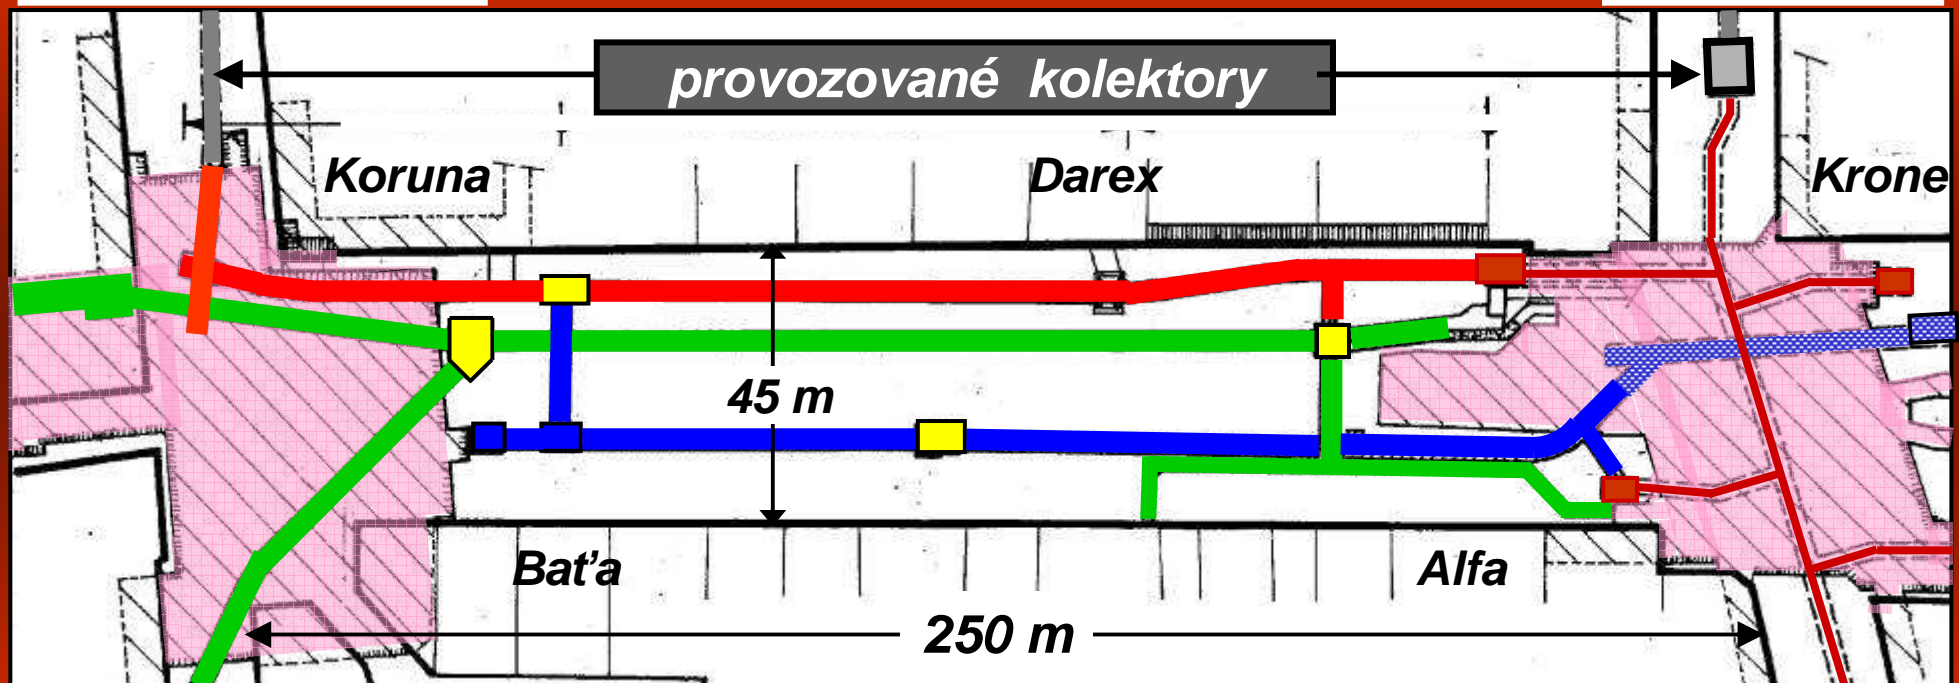 provozované kolektory
Koruna
Darex
Krone
45 m
Baťa
Alfa
250 m